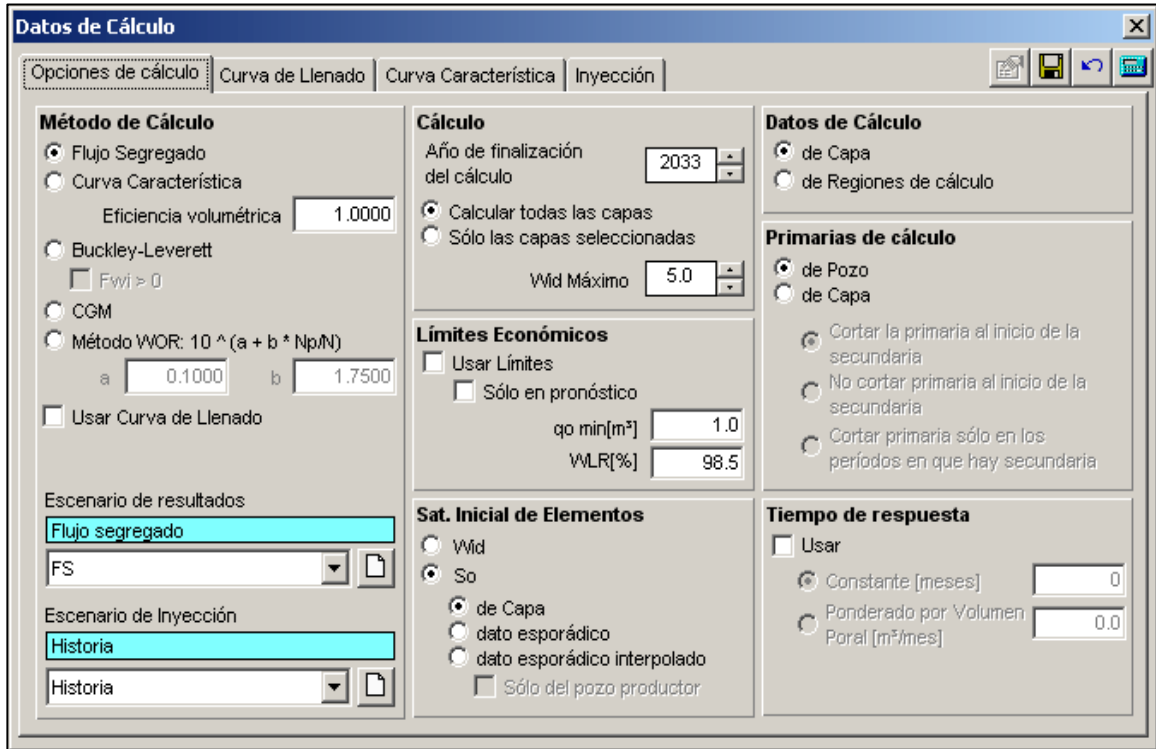 Datos de Cálculo
Opciones de cálculo
Curva de Llenado
Curva Característica
Inyección
Método de Cálculo
Flujo Segregado
Curva Característica
Eficiencia volumétrica 1.0000
Buckley-Leverett
Fwi > 0
CGM
Método WOR: 10 ^ (a + b * Np/N)
a 0.1000 b 1.7500
Usar Curva de Llenado
Escenario de resultados
Flujo segregado
FS
Escenario de Inyección
Historia
Historia
Cálculo
Año de finalización
del cálculo 2033
Calcular todas las capas
Sólo las capas seleccionadas
Wid Máximo 5.0
Límites Económicos
Usar Límites
Sólo en pronóstico
qo min[m³] 1.0
WLR[%] 98.5
Sat. Inicial de Elementos
Wid
So
de Capa
dato esporádico
dato esporádico interpolado
Sólo del pozo productor
Datos de Cálculo
de Capa
de Regiones de cálculo
Primarias de cálculo
de Pozo
de Capa
Cortar la primaria al inicio de la
secundaria
No cortar primaria al inicio de la
secundaria
Cortar primaria sólo en los
períodos en que hay secundaria
Tiempo de respuesta
Usar
Constante [meses] 0
Ponderado por Volumen
Poral [m³/mes] 0.0